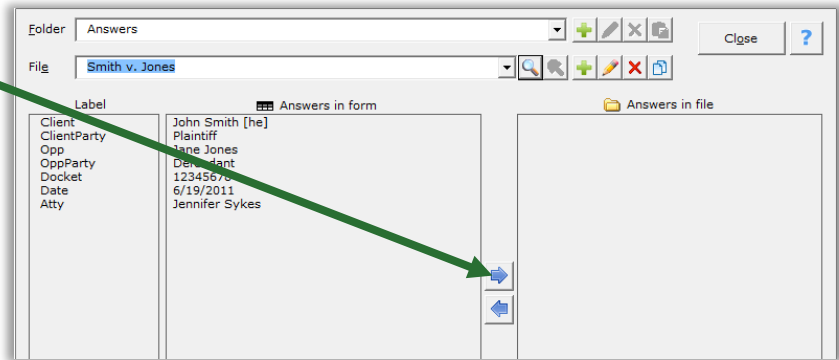 Folder Answers Close ?
File Smith v. Jones
Label Answers in form Answers in file
Client John Smith [he]
ClientParty Plaintiff
Opp Jane Jones
OppParty Defendant
Docket 12345678
Date 6/19/2011
Atty Jennifer Sykes